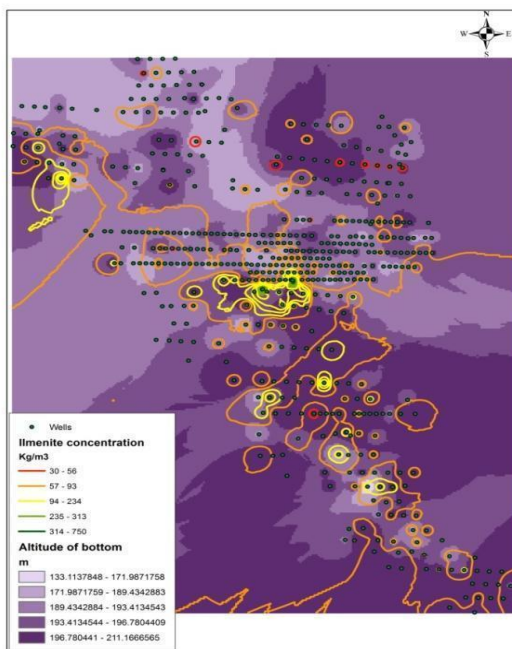 N
W E
S
Wells
Ilmenite concentration
Kg/m3
30 - 56
57 - 93
94 - 234
235 - 313
314 - 750
Altitude of bottom
m
133.1137848 - 171.9871758
171.9871759 - 189.4342883
189.4342884 - 193.4134543
193.4134544 - 196.7804409
196.780441 - 211.1666565